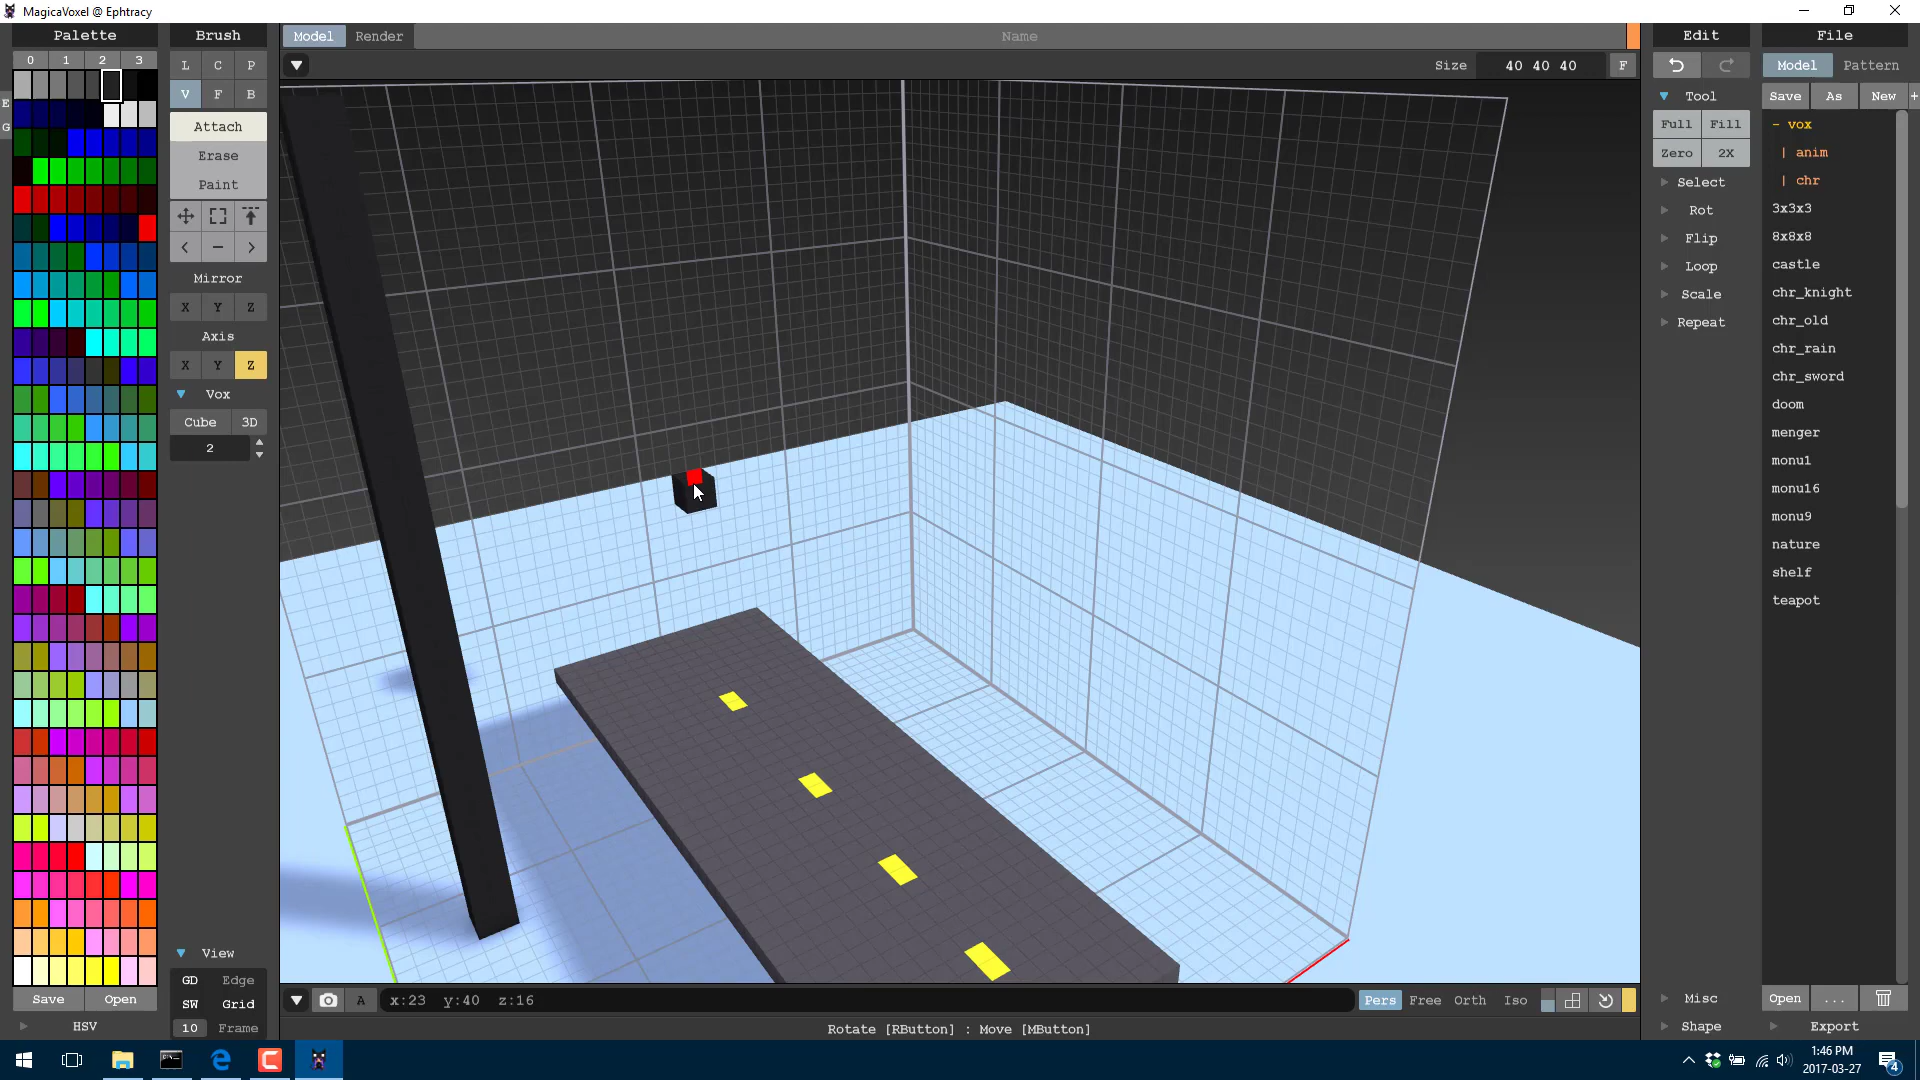 MagicaVoxel @ Ephtracy
Palette
0 1 2 3
E
G
Save Open
HSV
Brush
L C P
V F B
Attach
Erase
Paint
< - >
Mirror
X Y Z
Axis
X Y Z
Vox
Cube 3D
2
View
GD Edge
SW Grid
10 Frame
Model Render Name
Size 40 40 40 F
A x:23 y:40 z:16 Pers Free Orth Iso
Rotate [RButton] : Move [MButton]
Edit
Tool
Full Fill
Zero 2X
Select
Rot
Flip
Loop
Scale
Repeat
Misc
Shape
File
Model Pattern
Save As New +
- vox
| anim
| chr
3x3x3
8x8x8
castle
chr_knight
chr_old
chr_rain
chr_sword
doom
menger
monu1
monu16
monu9
nature
shelf
teapot
Open ...
Export
1:46 PM
2017-03-27
4